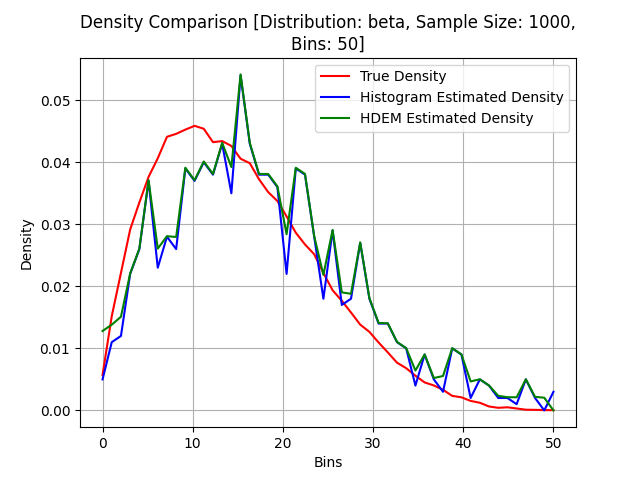 Density Comparison [Distribution: beta, Sample Size: 1000,
Bins: 50]
True Density
Histogram Estimated Density
HDEM Estimated Density
Density
0.05
0.04
0.03
0.02
0.01
0.00
0
10
20
30
40
50
Bins